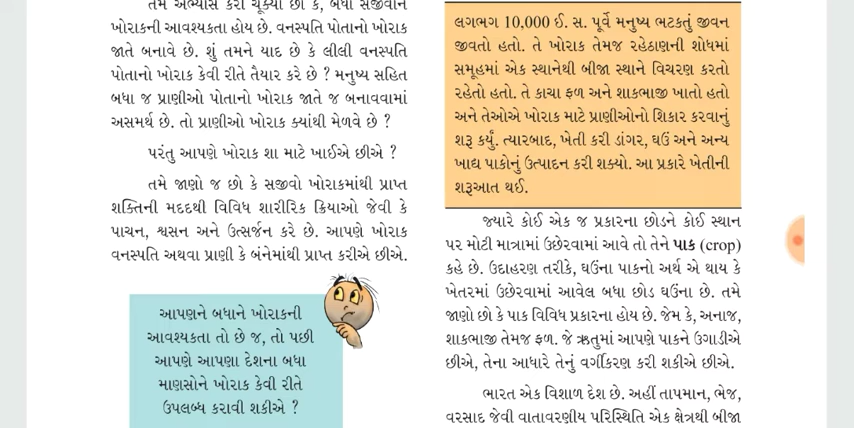 તમે અભ્યાસ કરી ચૂક્યા છો કે, બધા સજીવોને
ખોરાકની આવશ્યકતા હોય છે. વનસ્પતિ પોતાનો ખોરાક
જાતે બનાવે છે. શું તમને યાદ છે કે લીલી વનસ્પતિ
પોતાનો ખોરાક કેવી રીતે તૈયાર કરે છે ? મનુષ્ય સહિત
બધા જ પ્રાણીઓ પોતાનો ખોરાક જાતે જ બનાવવામાં
અસમર્થ છે. તો પ્રાણીઓ ખોરાક ક્યાંથી મેળવે છે ?
પરંતુ આપણે ખોરાક શા માટે ખાઈએ છીએ ?
તમે જાણો જ છો કે સજીવો ખોરાકમાંથી પ્રાપ્ત
શક્તિની મદદથી વિવિધ શારીરિક ક્રિયાઓ જેવી કે
પાચન, શ્વસન અને ઉત્સર્જન કરે છે. આપણે ખોરાક
વનસ્પતિ અથવા પ્રાણી કે બંનેમાંથી પ્રાપ્ત કરીએ છીએ.
આપણને બધાને ખોરાકની
આવશ્યકતા તો છે જ, તો પછી
આપણે આપણા દેશના બધા
માણસોને ખોરાક કેવી રીતે
ઉપલબ્ધ કરાવી શકીએ ?
લગભગ 10,000 ઈ. સ. પૂર્વે મનુષ્ય ભટકતું જીવન
જીવતો હતો. તે ખોરાક તેમજ રહેઠાણની શોધમાં
સમૂહમાં એક સ્થાનેથી બીજા સ્થાને વિચરણ કરતો
રહેતો હતો. તે કાચા ફળ અને શાકભાજી ખાતો હતો
અને તેઓએ ખોરાક માટે પ્રાણીઓનો શિકાર કરવાનું
શરૂ કર્યું. ત્યારબાદ, ખેતી કરી ડાંગર, ઘઉં અને અન્ય
ખાદ્ય પાકોનું ઉત્પાદન કરી શક્યો. આ પ્રકારે ખેતીની
શરૂઆત થઈ.
જ્યારે કોઈ એક જ પ્રકારના છોડને કોઈ સ્થાન
પર મોટી માત્રામાં ઉછેરવામાં આવે તો તેને પાક (crop)
કહે છે. ઉદાહરણ તરીકે, ઘઉંના પાકનો અર્થ એ થાય કે
ખેતરમાં ઉછેરવામાં આવેલ બધા છોડ ઘઉંના છે. તમે
જાણો છો કે પાક વિવિધ પ્રકારના હોય છે. જેમ કે, અનાજ,
શાકભાજી તેમજ ફળ. જે ઋતુમાં આપણે પાકને ઉગાડીએ
છીએ, તેના આધારે તેનું વર્ગીકરણ કરી શકીએ છીએ.
ભારત એક વિશાળ દેશ છે. અહીં તાપમાન, ભેજ,
વરસાદ જેવી વાતાવરણીય પરિસ્થિતિ એક ક્ષેત્રથી બીજા